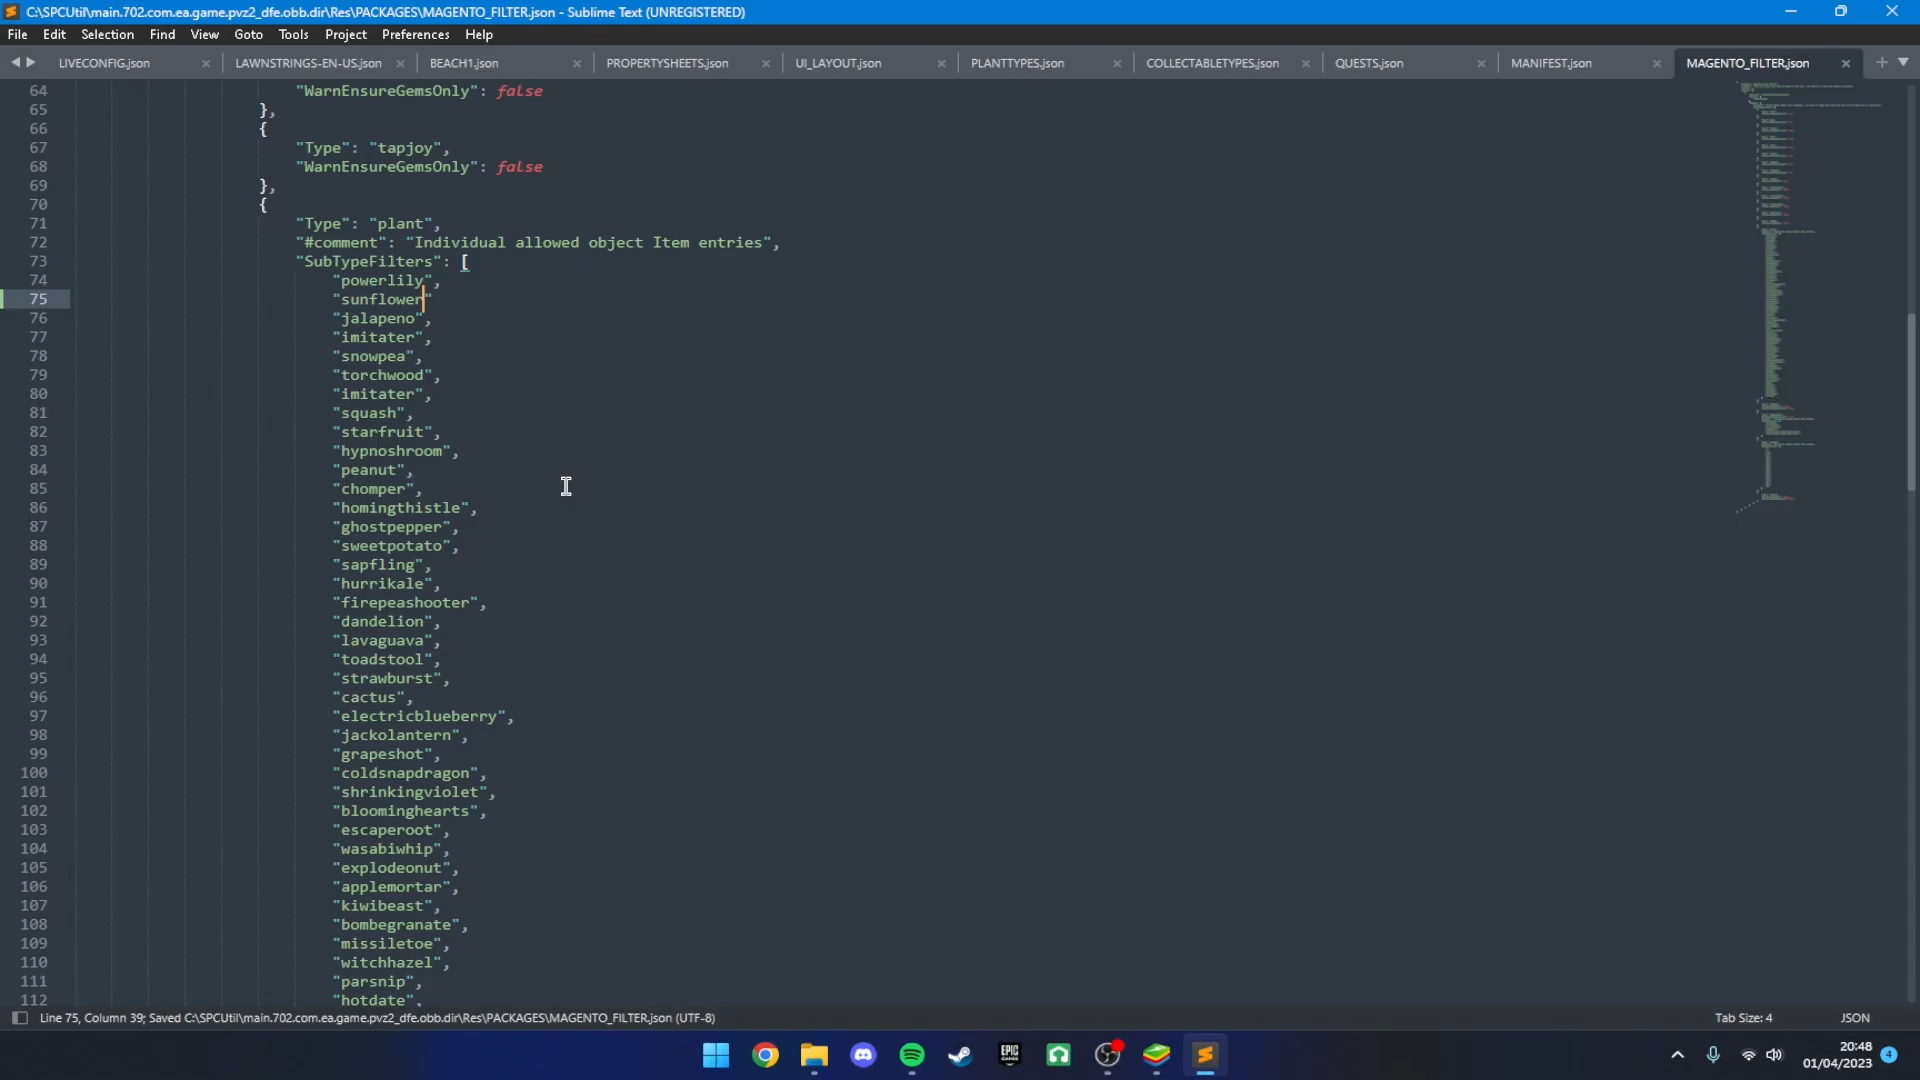 C:\SPCUtil\main.702.com.ea.game.pvz2_dfe.obb.dir\Res\PACKAGES\MAGENTO_FILTER.json - Sublime Text (UNREGISTERED)
File Edit Selection Find View Goto Tools Project Preferences Help
LIVECONFIG.json LAWNSTRINGS-EN-US.json BEACH1.json PROPERTYSHEETS.json UI_LAYOUT.json PLANTTYPES.json COLLECTABLETYPES.json QUESTS.json MANIFEST.json MAGENTO_FILTER.json
64 "WarnEnsureGemsOnly": false
65 },
66 {
67 "Type": "tapjoy",
68 "WarnEnsureGemsOnly": false
69 },
70 {
71 "Type": "plant",
72 "#comment": "Individual allowed object Item entries",
73 "SubTypeFilters": [
74 "powerlily",
75 "sunflower"
76 "jalapeno",
77 "imitater",
78 "snowpea",
79 "torchwood",
80 "imitater",
81 "squash",
82 "starfruit",
83 "hypnoshroom",
84 "peanut",
85 "chomper",
86 "homingthistle",
87 "ghostpepper",
88 "sweetpotato",
89 "sapfling",
90 "hurrikale",
91 "firepeashooter",
92 "dandelion",
93 "lavaguava",
94 "toadstool",
95 "strawburst",
96 "cactus",
97 "electricblueberry",
98 "jackolantern",
99 "grapeshot",
100 "coldsnapdragon",
101 "shrinkingviolet",
102 "bloominghearts",
103 "escaperoot",
104 "wasabiwhip",
105 "explodeonut",
106 "applemortar",
107 "kiwibeast",
108 "bombegranate",
109 "missiletoe",
110 "witchhazel",
111 "parsnip",
112 "hotdate",
Line 75, Column 39; Saved C:\SPCUtil\main.702.com.ea.game.pvz2_dfe.obb.dir\Res\PACKAGES\MAGENTO_FILTER.json (UTF-8) Tab Size: 4 JSON
EPIC GAMES
20:48
01/04/2023 4